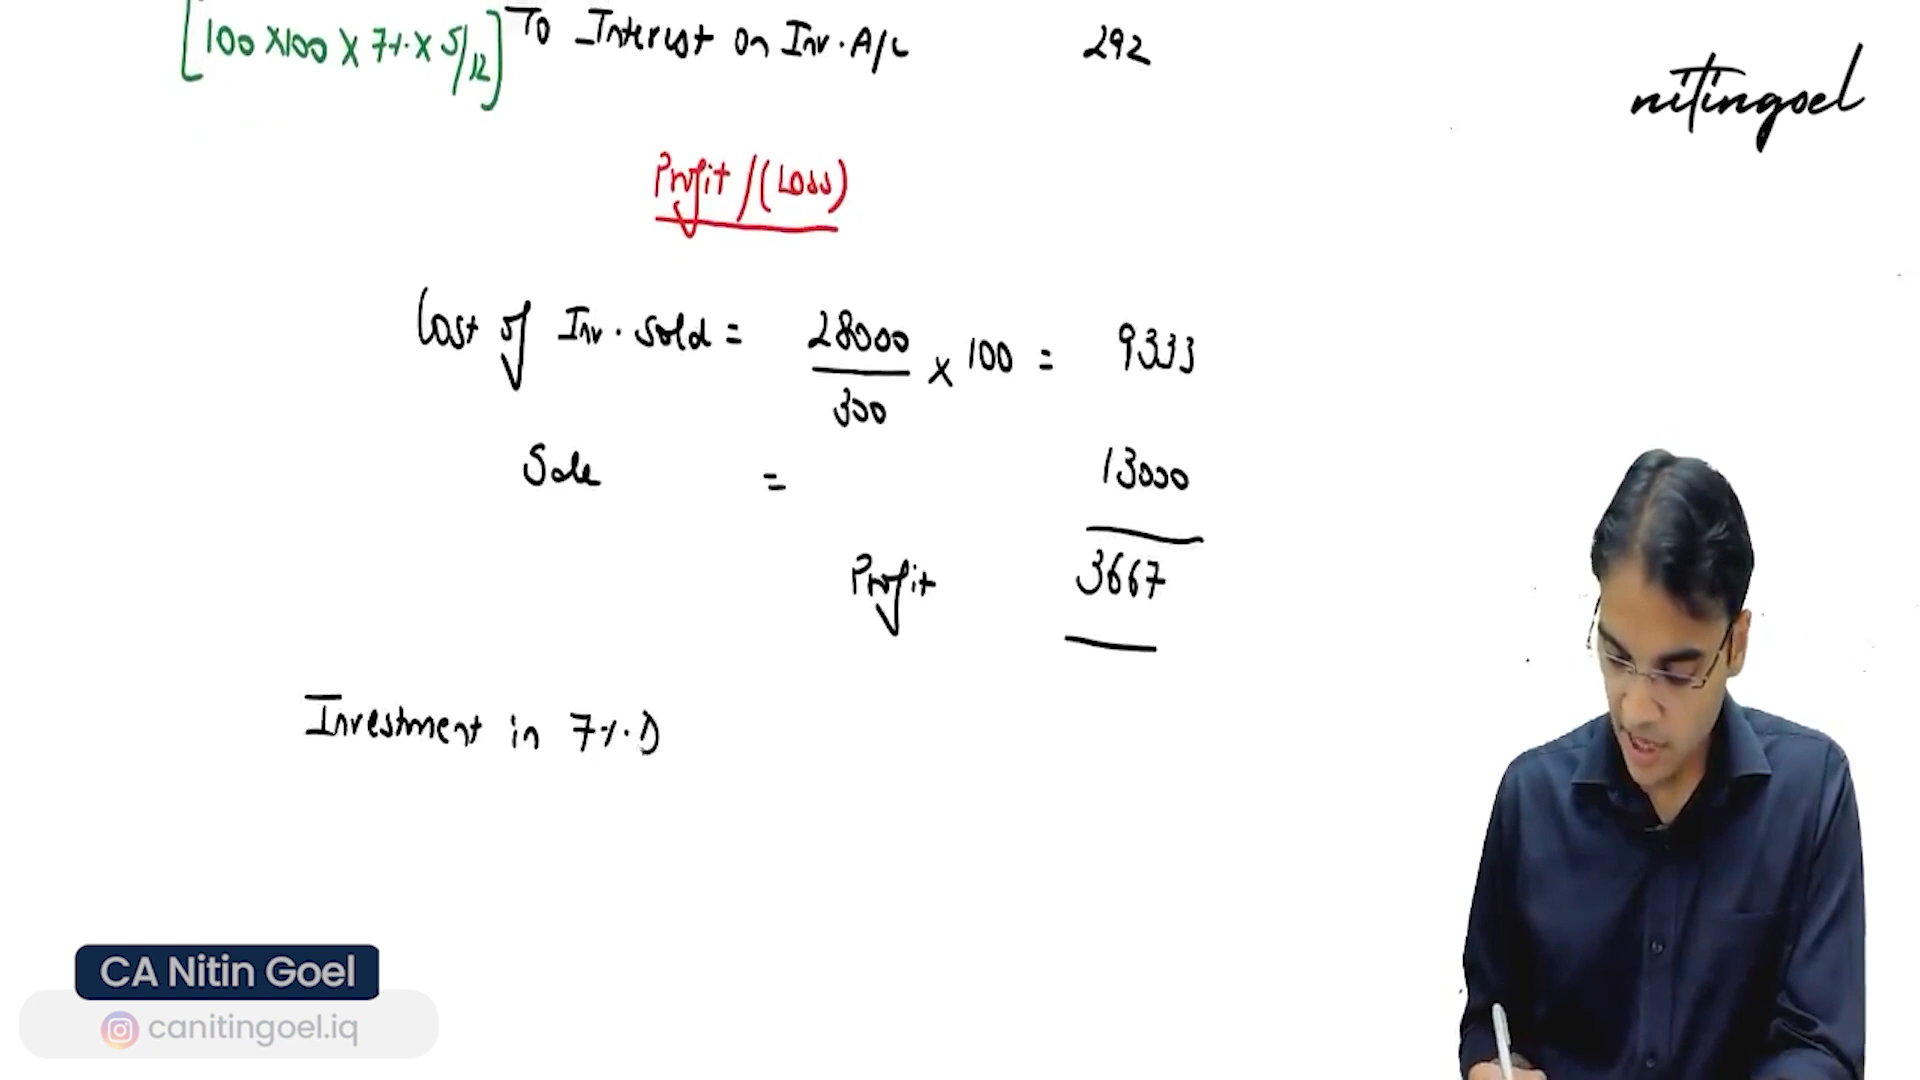 [100 x100 x 7% x 5/12] To Interest on Inv. A/c 292
nitingoel
Profit /(Loss)
Cost of Inv. Sold = 28000/300 x 100 = 9333
Sale = 13000
Profit 3667
Investment in 7% D
CA Nitin Goel
canitingoel.iq